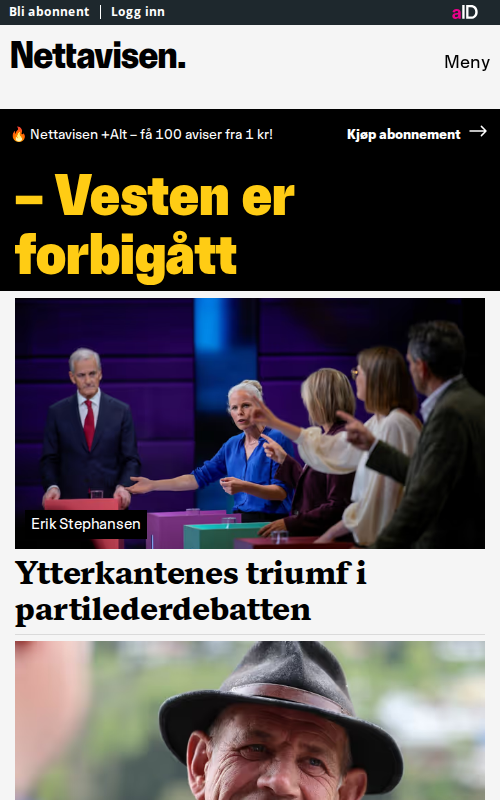 Bli abonnent | Logg inn
aID
Nettavisen.
Meny
🔥 Nettavisen +Alt – få 100 aviser fra 1 kr!
Kjøp abonnement →
– Vesten er
forbigått
Erik Stephansen
Ytterkantenes triumf i
partilederdebatten